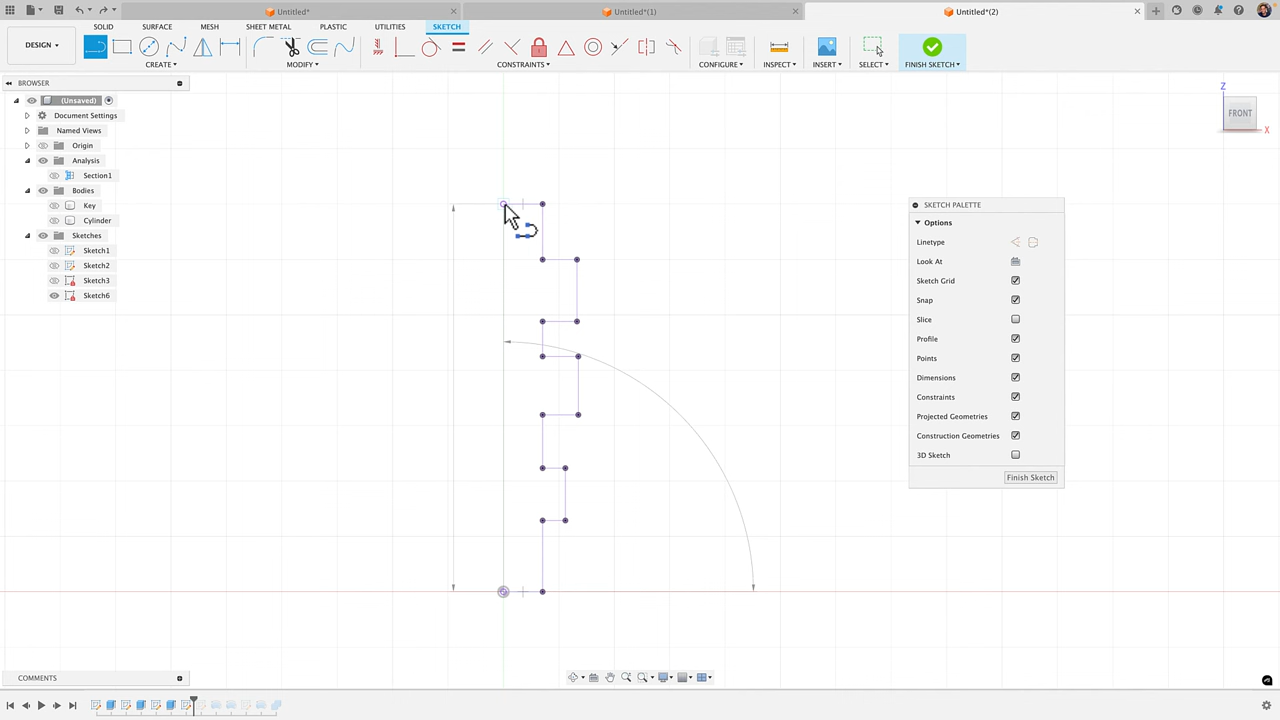 Untitled*
Untitled*(1)
Untitled*(2)
SOLID
SURFACE
MESH
SHEET METAL
PLASTIC
UTILITIES
SKETCH
DESIGN
CREATE
MODIFY
CONSTRAINTS
CONFIGURE
INSPECT
INSERT
SELECT
FINISH SKETCH
BROWSER
(Unsaved)
Document Settings
Named Views
Origin
Analysis
Section1
Bodies
Key
Cylinder
Sketches
Sketch1
Sketch2
Sketch3
Sketch6
Z
FRONT
X
SKETCH PALETTE
Options
Linetype
Look At
Sketch Grid
Snap
Slice
Profile
Points
Dimensions
Constraints
Projected Geometries
Construction Geometries
3D Sketch
Finish Sketch
COMMENTS